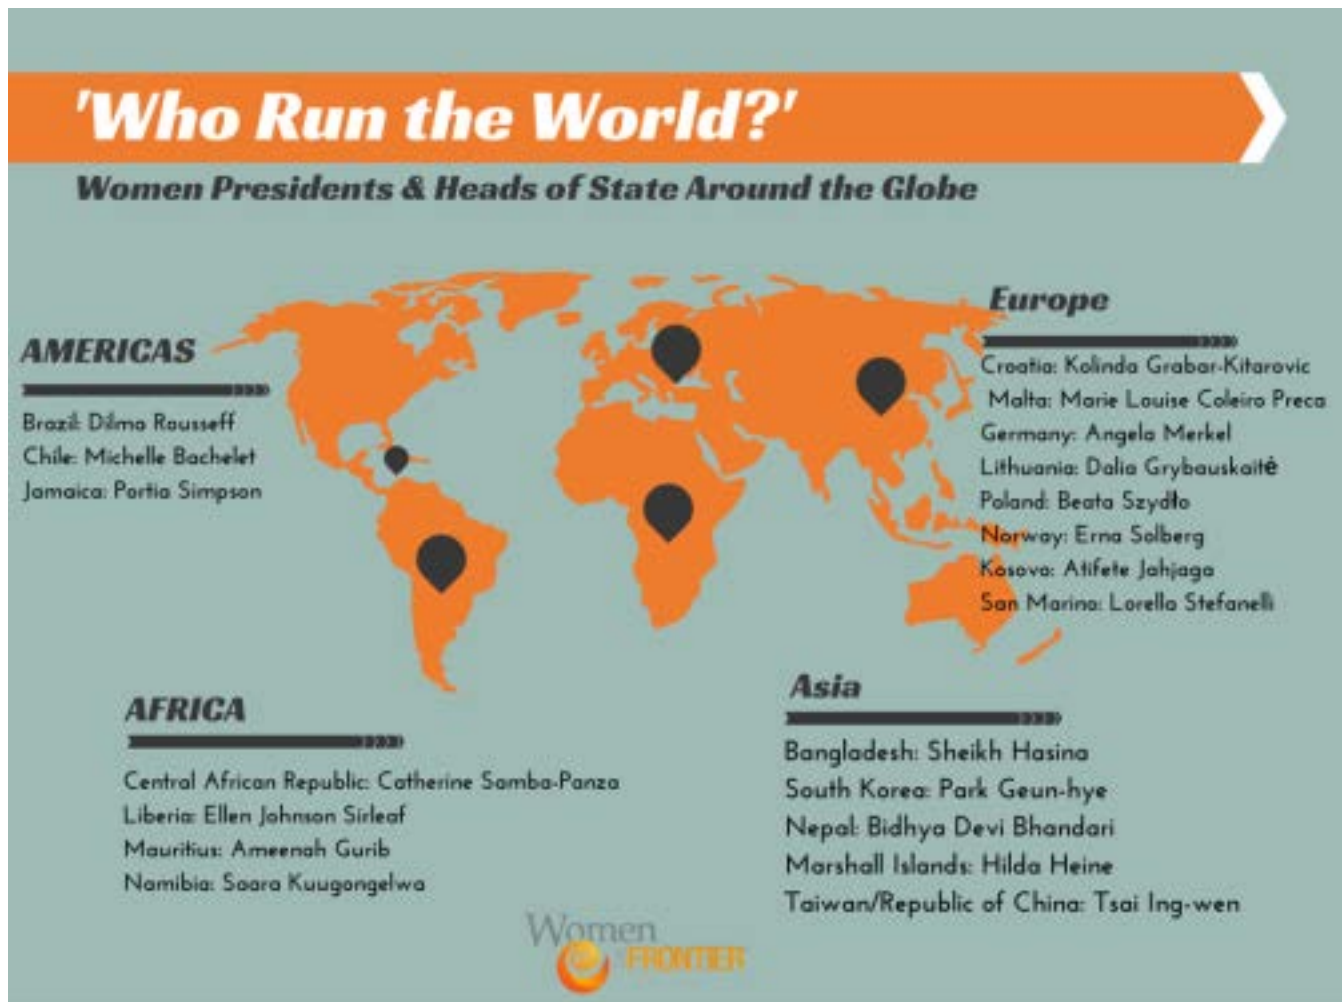 'Who Run the World?'
Women Presidents & Heads of State Around the Globe
AMERICAS
Brazil: Dilma Rousseff
Chile: Michelle Bachelet
Jamaica: Portia Simpson
Europe
Croatia: Kolinda Grabar-Kitarovic
Malta: Marie Louise Coleiro Preca
Germany: Angela Merkel
Lithuania: Dalia Grybauskaitė
Poland: Beata Szydło
Norway: Erna Solberg
Kosovo: Atifete Jahjaga
San Marino: Lorella Stefanelli
AFRICA
Central African Republic: Catherine Samba-Panza
Liberia: Ellen Johnson Sirleaf
Mauritius: Ameenah Gurib
Namibia: Saara Kuugongelwa
Asia
Bangladesh: Sheikh Hasina
South Korea: Park Geun-hye
Nepal: Bidhya Devi Bhandari
Marshall Islands: Hilda Heine
Taiwan/Republic of China: Tsai Ing-wen
Women
FRONTIER